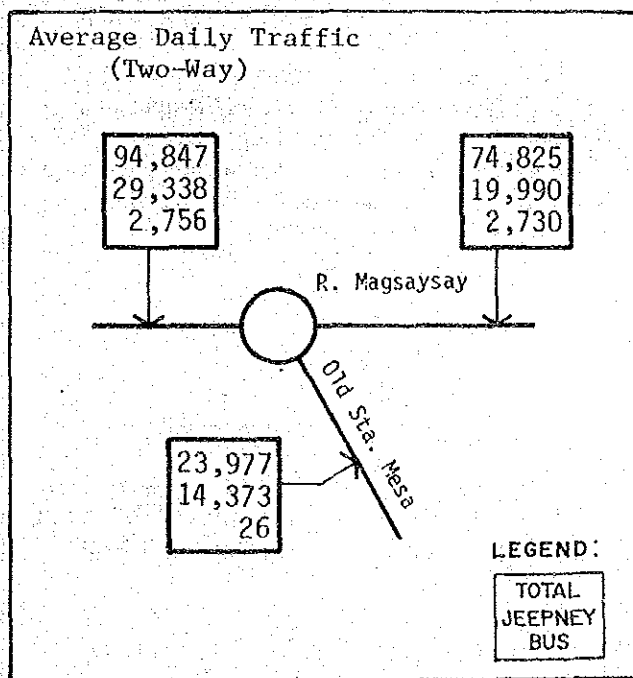 Average Daily Traffic
(Two-Way)
94,847
29,338
2,756
74,825
19,990
2,730
R. Magsaysay
Old Sta. Mesa
23,977
14,373
26
LEGEND:
TOTAL
JEEPNEY
BUS